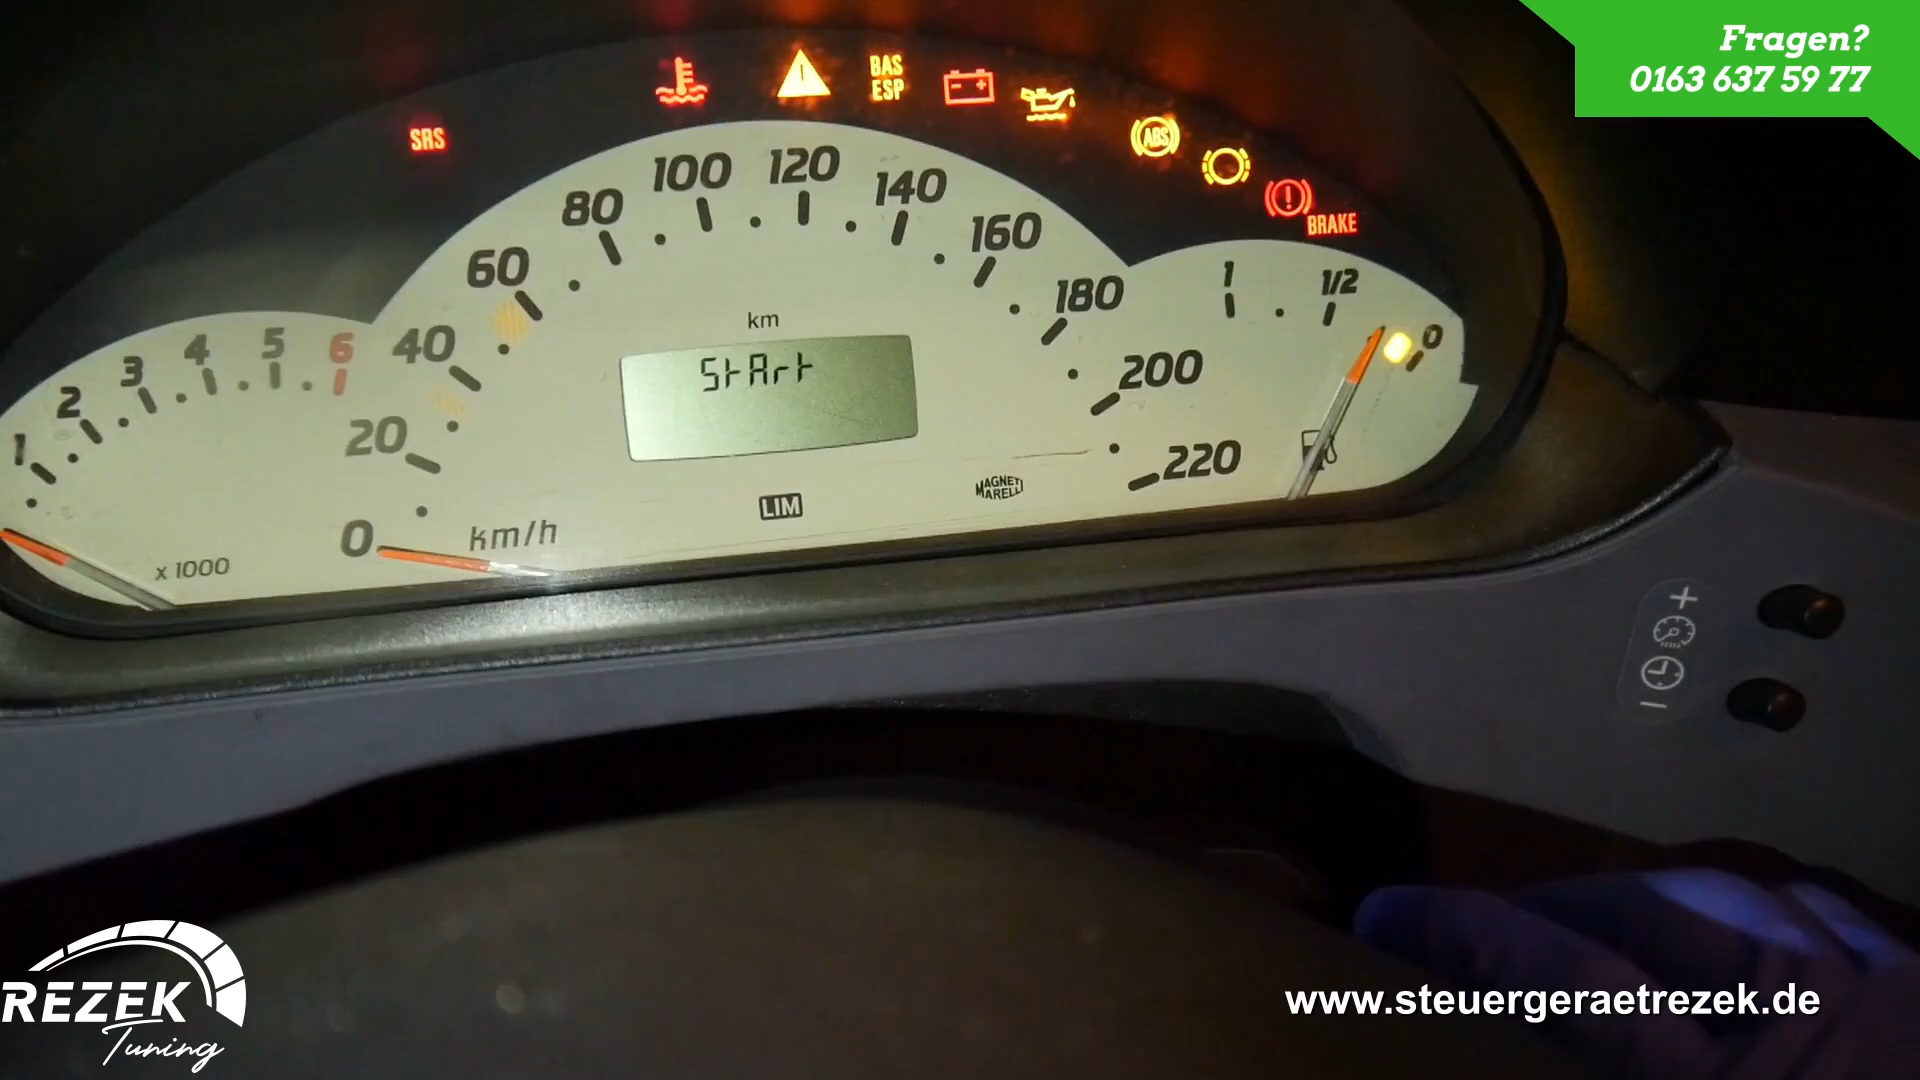 Fragen?
0163 637 59 77
SRS
BAS
ESP
ABS
BRAKE
1 2 3 4 5 6
x 1000
0 20 40 60 80 100 120 140 160 180 200 220
km/h
km
StArt
LIM
MAGNETI
MARELLI
1 1/2 0
+
-
REZEK
Tuning
www.steuergeraetrezek.de